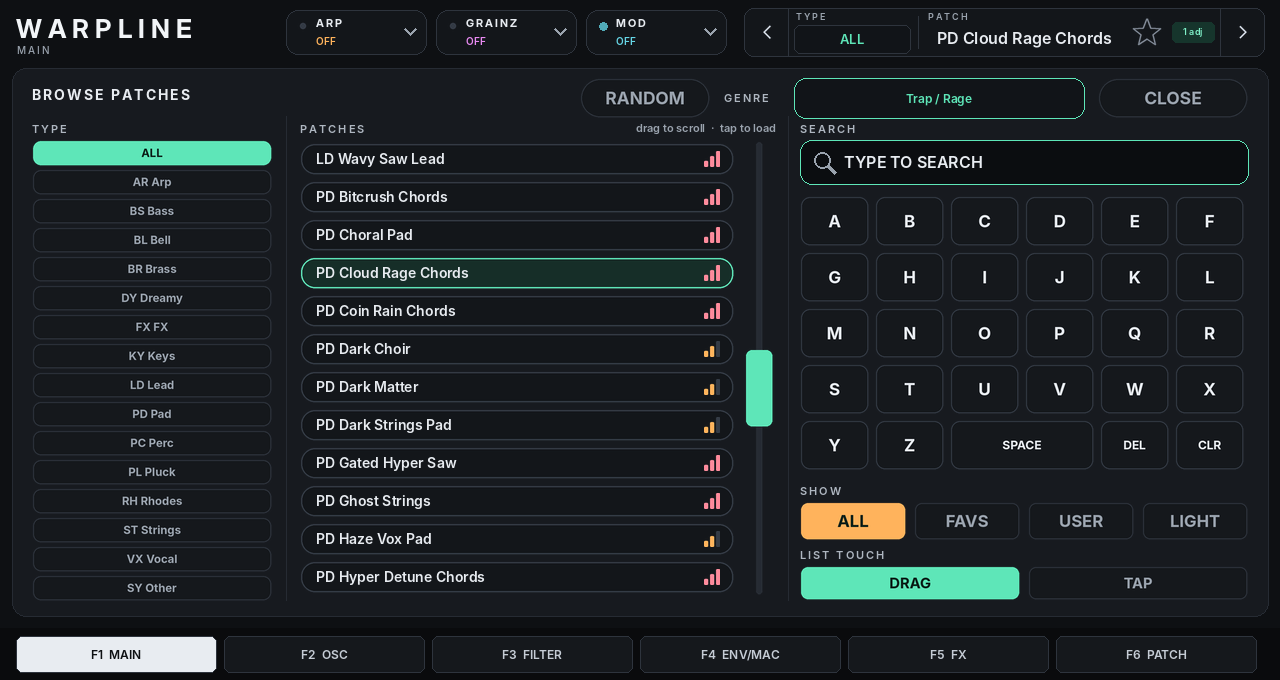 WARPLINE
MAIN
ARP
OFF
GRAINZ
OFF
MOD
OFF
TYPE
ALL
PATCH
PD Cloud Rage Chords
1 adj
BROWSE PATCHES
RANDOM
GENRE
Trap / Rage
CLOSE
TYPE
ALL
AR Arp
BS Bass
BL Bell
BR Brass
DY Dreamy
FX FX
KY Keys
LD Lead
PD Pad
PC Perc
PL Pluck
RH Rhodes
ST Strings
VX Vocal
SY Other
PATCHES
drag to scroll · tap to load
LD Wavy Saw Lead
PD Bitcrush Chords
PD Choral Pad
PD Cloud Rage Chords
PD Coin Rain Chords
PD Dark Choir
PD Dark Matter
PD Dark Strings Pad
PD Gated Hyper Saw
PD Ghost Strings
PD Haze Vox Pad
PD Hyper Detune Chords
SEARCH
TYPE TO SEARCH
A B C D E F
G H I J K L
M N O P Q R
S T U V W X
Y Z SPACE DEL CLR
SHOW
ALL FAVS USER LIGHT
LIST TOUCH
DRAG TAP
F1 MAIN F2 OSC F3 FILTER F4 ENV/MAC F5 FX F6 PATCH